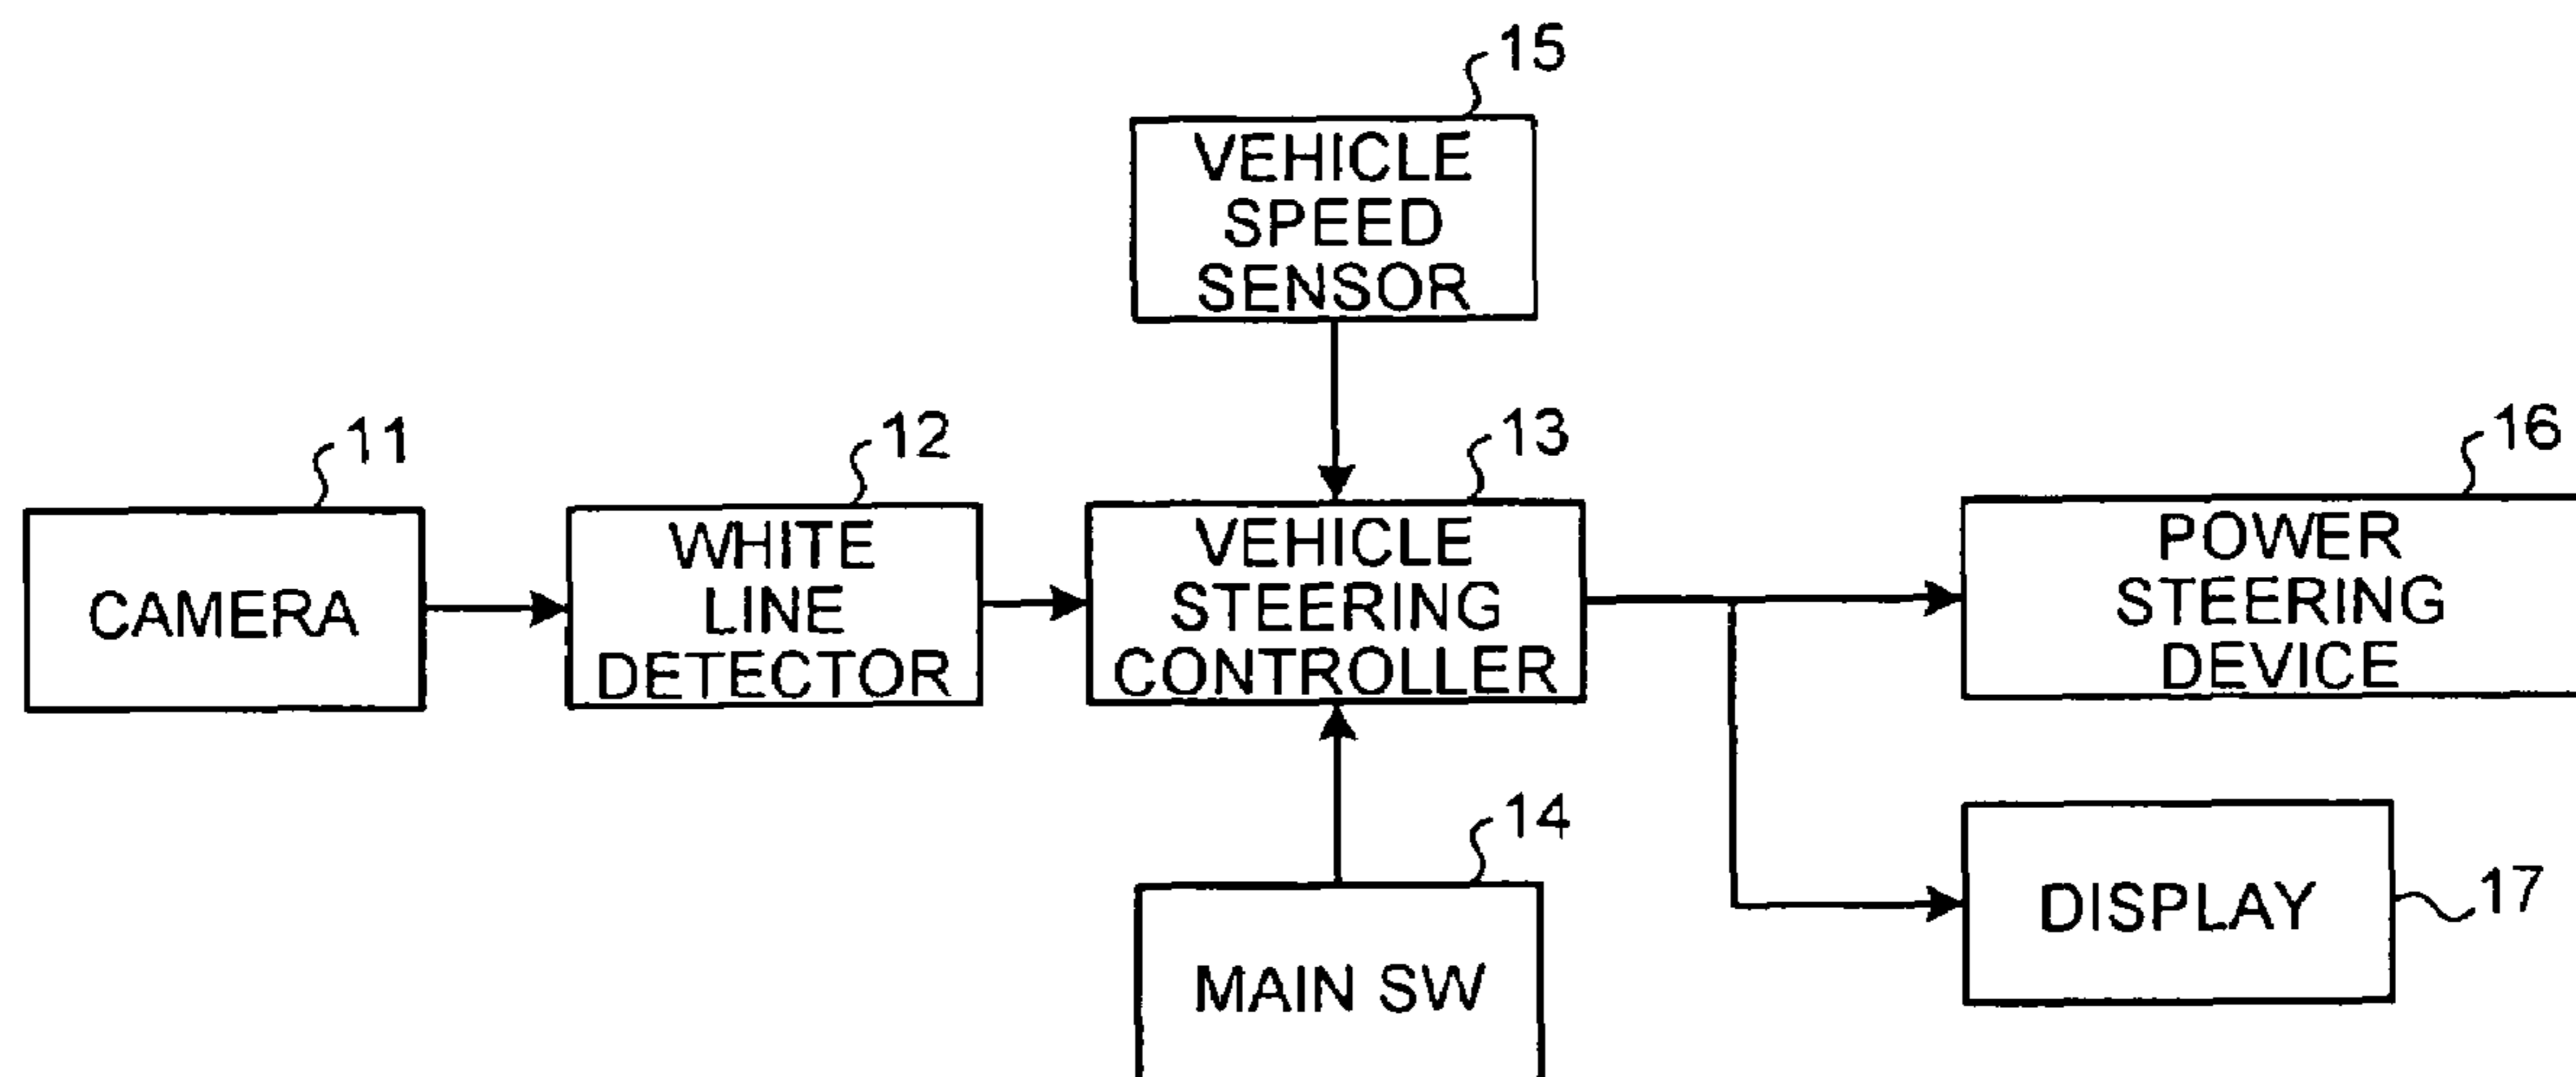 15
VEHICLE
SPEED
SENSOR
11
12
13
16
CAMERA
WHITE
LINE
DETECTOR
VEHICLE
STEERING
CONTROLLER
POWER
STEERING
DEVICE
14
MAIN SW
DISPLAY
17